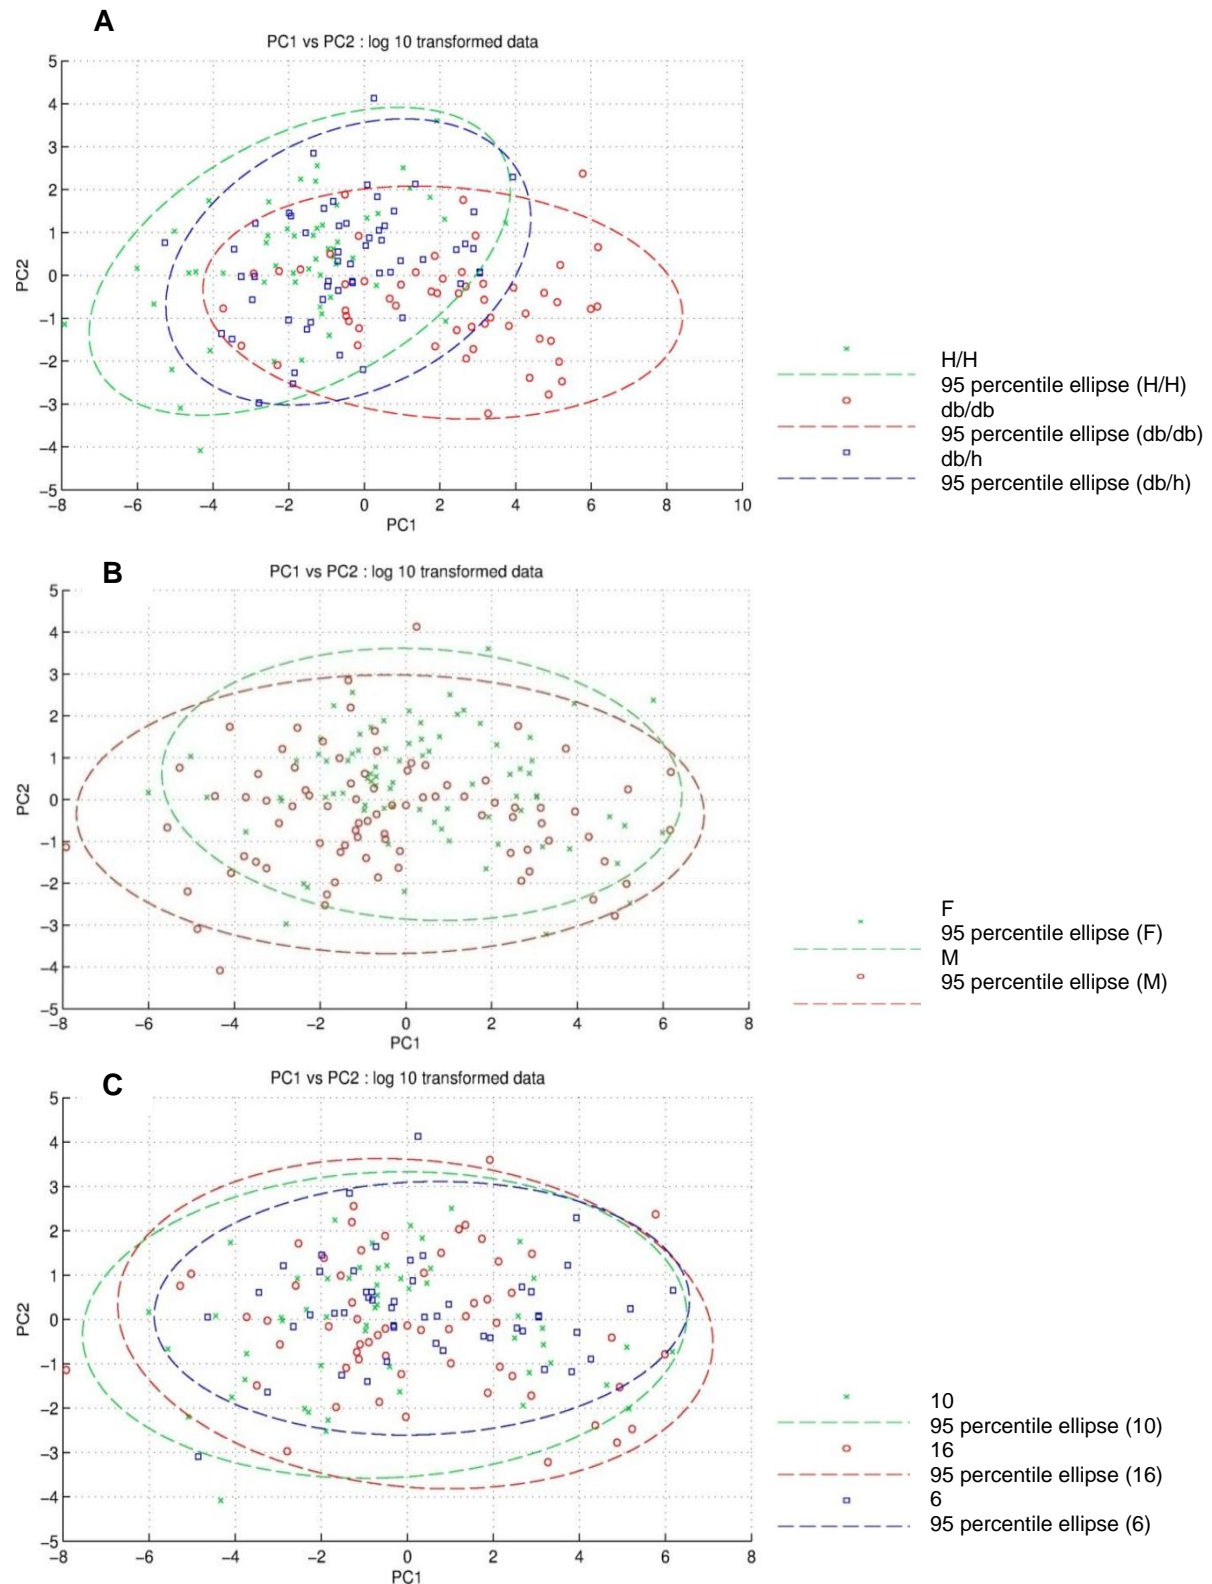 A
PC1 vs PC2 : log 10 transformed data
5
4
3
2
1
0
−1
−2
−3
−4
−5
PC2
−8 −6 −4 −2 0 2 4 6 8 10
PC1
H/H
95 percentile ellipse (H/H)
db/db
95 percentile ellipse (db/db)
db/h
95 percentile ellipse (db/h)
B
PC1 vs PC2 : log 10 transformed data
5
4
3
2
1
0
−1
−2
−3
−4
−5
PC2
−8 −6 −4 −2 0 2 4 6 8
PC1
F
95 percentile ellipse (F)
M
95 percentile ellipse (M)
C
PC1 vs PC2 : log 10 transformed data
5
4
3
2
1
0
−1
−2
−3
−4
−5
PC2
−8 −6 −4 −2 0 2 4 6 8
PC1
10
95 percentile ellipse (10)
16
95 percentile ellipse (16)
6
95 percentile ellipse (6)